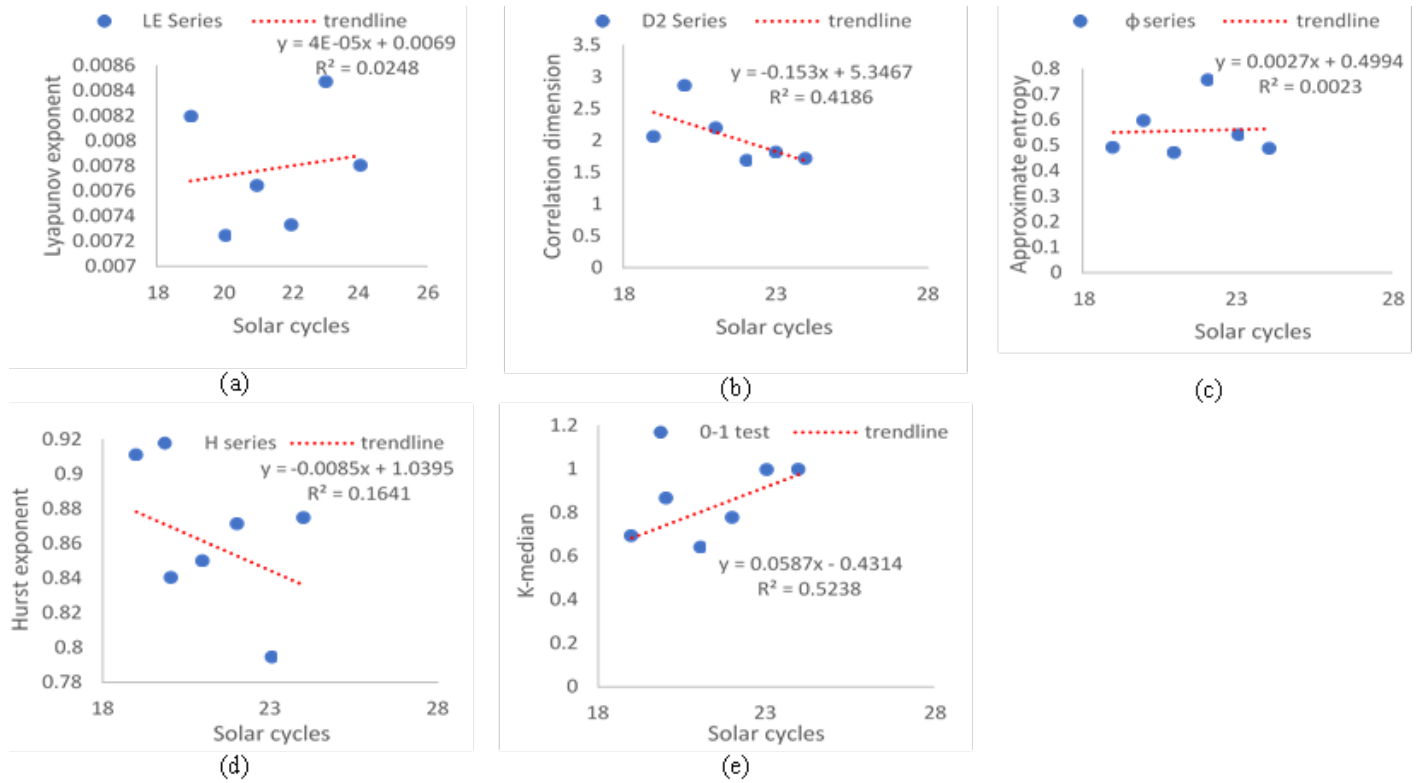 LE Series trendline
y = 4E-05x + 0.0069
R² = 0.0248
0.0086
0.0084
0.0082
0.008
0.0078
0.0076
0.0074
0.0072
0.007
Lyapunov exponent
18 20 22 24 26
Solar cycles
(a)
D2 Series trendline
y = -0.153x + 5.3467
R² = 0.4186
3.5
3
2.5
2
1.5
1
0.5
0
Correlation dimension
18 23 28
Solar cycles
(b)
ϕ series trendline
y = 0.0027x + 0.4994
R² = 0.0023
0.8
0.7
0.6
0.5
0.4
0.3
0.2
0.1
0
Approximate entropy
18 23 28
Solar cycles
(c)
H series trendline
y = -0.0085x + 1.0395
R² = 0.1641
0.92
0.9
0.88
0.86
0.84
0.82
0.8
0.78
Hurst exponent
18 23 28
Solar cycles
(d)
0-1 test trendline
1.2
1
0.8
0.6
0.4
0.2
0
K-median
y = 0.0587x - 0.4314
R² = 0.5238
18 23 28
Solar cycles
(e)